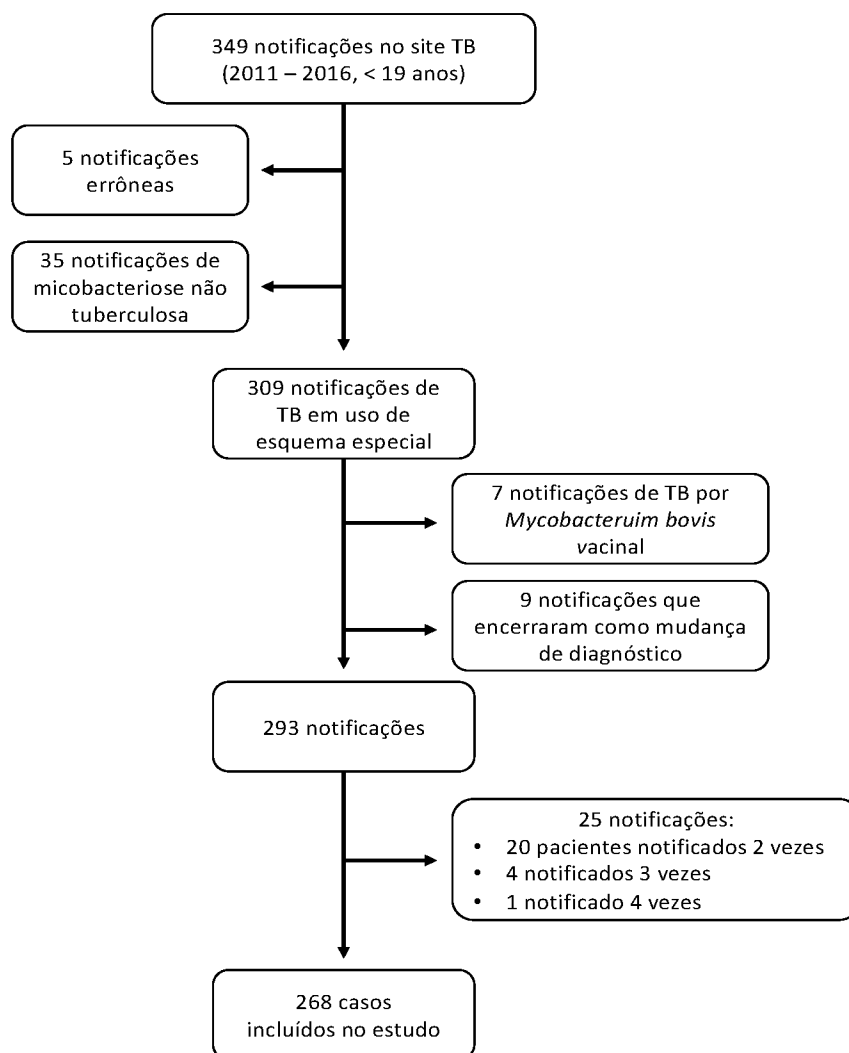 349 notificações no site TB
(2011 – 2016, < 19 anos)
5 notificações
errôneas
35 notificações de
micobacteriose não
tuberculosa
309 notificações de
TB em uso de
esquema especial
7 notificações de TB por
Mycobacteruim bovis
vacinal
9 notificações que
encerraram como mudança
de diagnóstico
293 notificações
25 notificações:
• 20 pacientes notificados 2 vezes
• 4 notificados 3 vezes
• 1 notificado 4 vezes
268 casos
incluídos no estudo